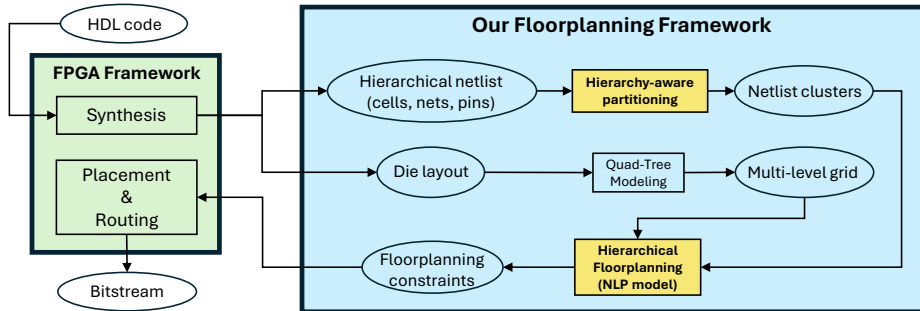 HDL code
FPGA Framework
Synthesis
Placement
&
Routing
Bitstream
Our Floorplanning Framework
Hierarchical netlist
(cells, nets, pins)
Hierarchy-aware
partitioning
Netlist clusters
Die layout
Quad-Tree
Modeling
Multi-level grid
Floorplanning
constraints
Hierarchical
Floorplanning
(NLP model)